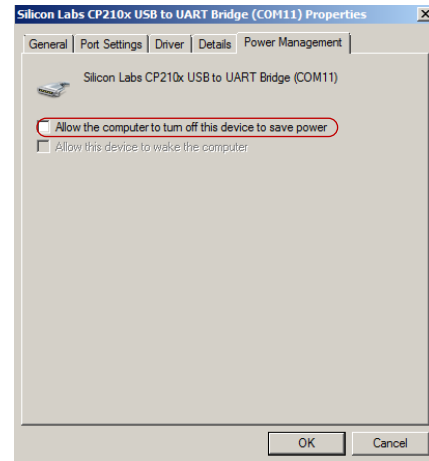 Silicon Labs CP210x USB to UART Bridge (COM11) Properties
General Port Settings Driver Details Power Management
Silicon Labs CP210x USB to UART Bridge (COM11)
Allow the computer to turn off this device to save power
Allow this device to wake the computer
OK Cancel